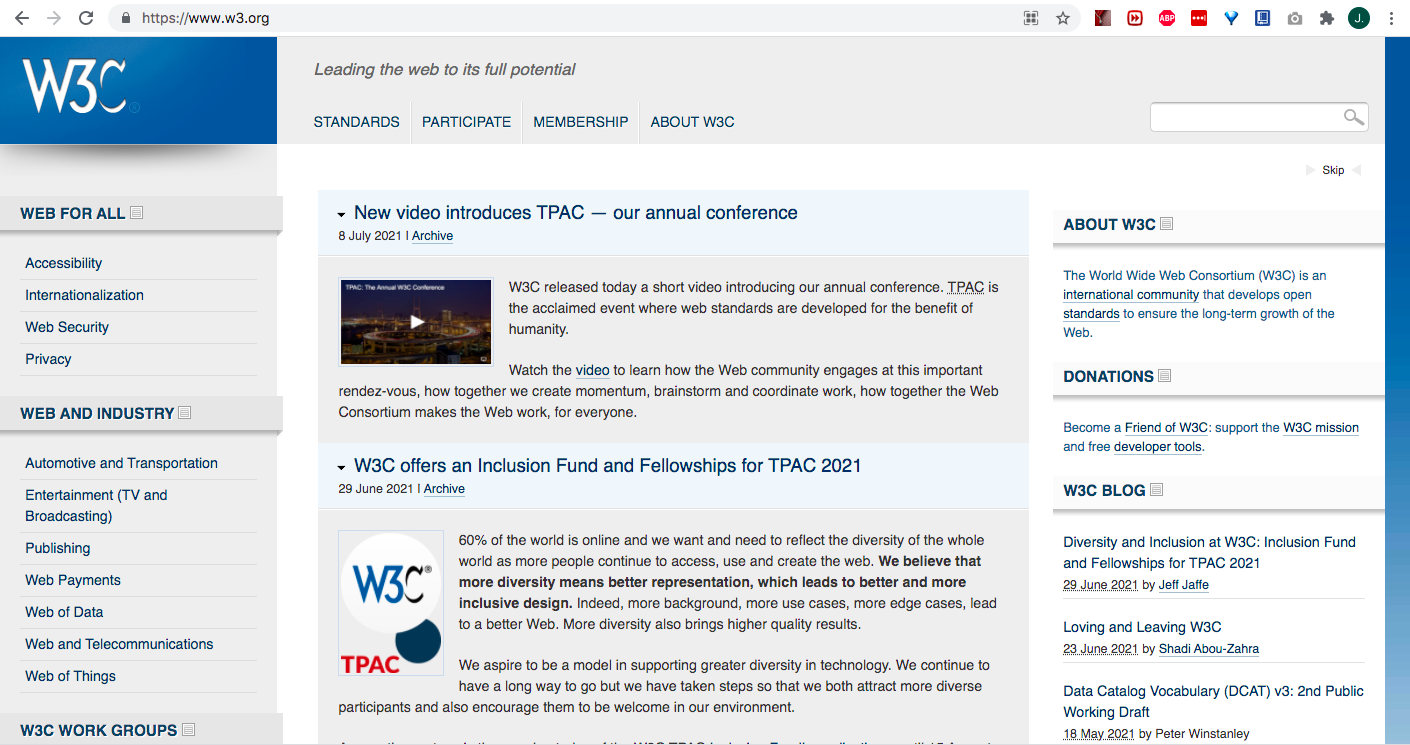 https://www.w3.org
ABP
J.
W3C®
Leading the web to its full potential
STANDARDS
PARTICIPATE
MEMBERSHIP
ABOUT W3C
Skip
WEB FOR ALL
Accessibility
Internationalization
Web Security
Privacy
WEB AND INDUSTRY
Automotive and Transportation
Entertainment (TV and
Broadcasting)
Publishing
Web Payments
Web of Data
Web and Telecommunications
Web of Things
W3C WORK GROUPS
New video introduces TPAC — our annual conference
8 July 2021 | Archive
TPAC: The Annual W3C Conference
W3C released today a short video introducing our annual conference. TPAC is
the acclaimed event where web standards are developed for the benefit of
humanity.
Watch the video to learn how the Web community engages at this important
rendez-vous, how together we create momentum, brainstorm and coordinate work, how together the Web
Consortium makes the Web work, for everyone.
W3C offers an Inclusion Fund and Fellowships for TPAC 2021
29 June 2021 | Archive
W3C®
TPAC
60% of the world is online and we want and need to reflect the diversity of the whole
world as more people continue to access, use and create the web. We believe that
more diversity means better representation, which leads to better and more
inclusive design. Indeed, more background, more use cases, more edge cases, lead
to a better Web. More diversity also brings higher quality results.
We aspire to be a model in supporting greater diversity in technology. We continue to
have a long way to go but we have taken steps so that we both attract more diverse
participants and also encourage them to be welcome in our environment.
ABOUT W3C
The World Wide Web Consortium (W3C) is an
international community that develops open
standards to ensure the long-term growth of the
Web.
DONATIONS
Become a Friend of W3C: support the W3C mission
and free developer tools.
W3C BLOG
Diversity and Inclusion at W3C: Inclusion Fund
and Fellowships for TPAC 2021
29 June 2021 by Jeff Jaffe
Loving and Leaving W3C
23 June 2021 by Shadi Abou-Zahra
Data Catalog Vocabulary (DCAT) v3: 2nd Public
Working Draft
18 May 2021 by Peter Winstanley